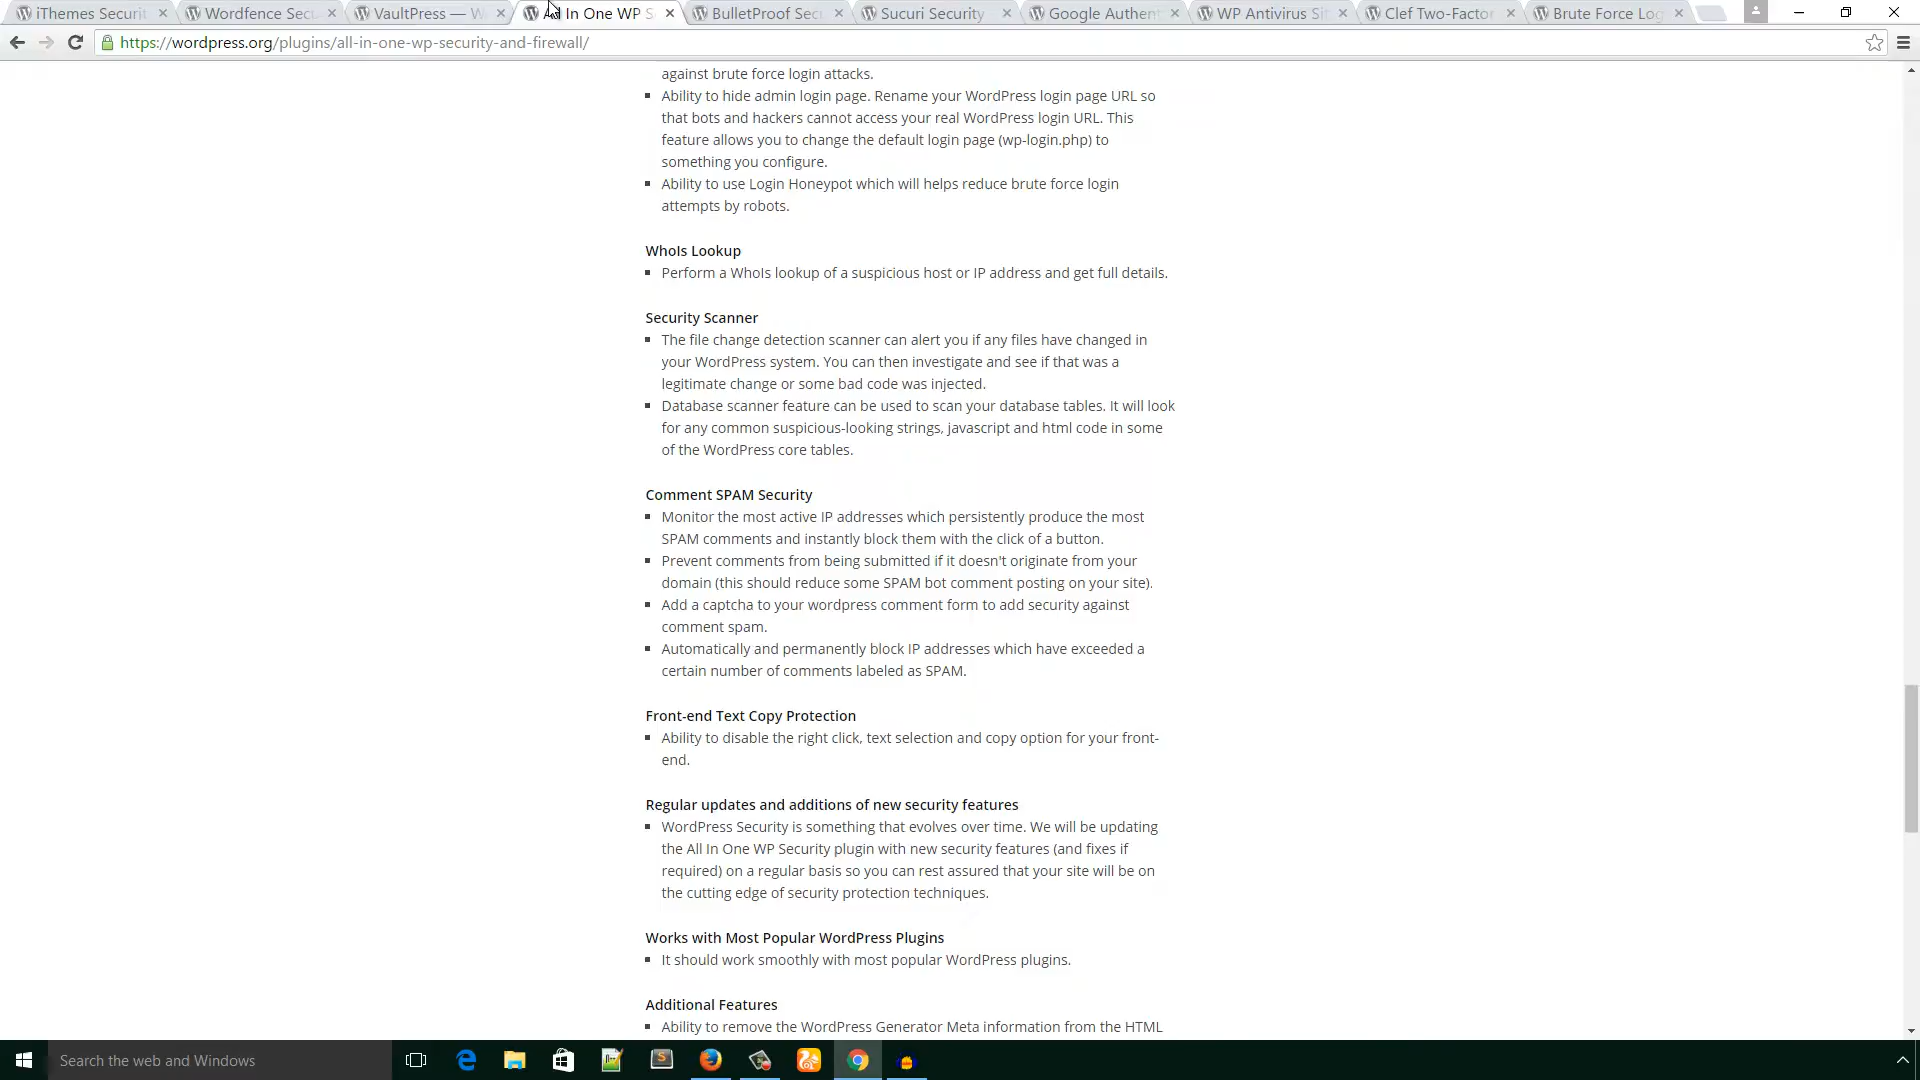 iThemes Securit
Wordfence Secu
VaultPress — W
All In One WP S
BulletProof Sec
Sucuri Security
Google Authent
WP Antivirus Sit
Clef Two-Factor
Brute Force Log
https://wordpress.org/plugins/all-in-one-wp-security-and-firewall/
against brute force login attacks.
▪ Ability to hide admin login page. Rename your WordPress login page URL so
that bots and hackers cannot access your real WordPress login URL. This
feature allows you to change the default login page (wp-login.php) to
something you configure.
▪ Ability to use Login Honeypot which will helps reduce brute force login
attempts by robots.
WhoIs Lookup
▪ Perform a WhoIs lookup of a suspicious host or IP address and get full details.
Security Scanner
▪ The file change detection scanner can alert you if any files have changed in
your WordPress system. You can then investigate and see if that was a
legitimate change or some bad code was injected.
▪ Database scanner feature can be used to scan your database tables. It will look
for any common suspicious-looking strings, javascript and html code in some
of the WordPress core tables.
Comment SPAM Security
▪ Monitor the most active IP addresses which persistently produce the most
SPAM comments and instantly block them with the click of a button.
▪ Prevent comments from being submitted if it doesn't originate from your
domain (this should reduce some SPAM bot comment posting on your site).
▪ Add a captcha to your wordpress comment form to add security against
comment spam.
▪ Automatically and permanently block IP addresses which have exceeded a
certain number of comments labeled as SPAM.
Front-end Text Copy Protection
▪ Ability to disable the right click, text selection and copy option for your front-
end.
Regular updates and additions of new security features
▪ WordPress Security is something that evolves over time. We will be updating
the All In One WP Security plugin with new security features (and fixes if
required) on a regular basis so you can rest assured that your site will be on
the cutting edge of security protection techniques.
Works with Most Popular WordPress Plugins
▪ It should work smoothly with most popular WordPress plugins.
Additional Features
▪ Ability to remove the WordPress Generator Meta information from the HTML
Search the web and Windows